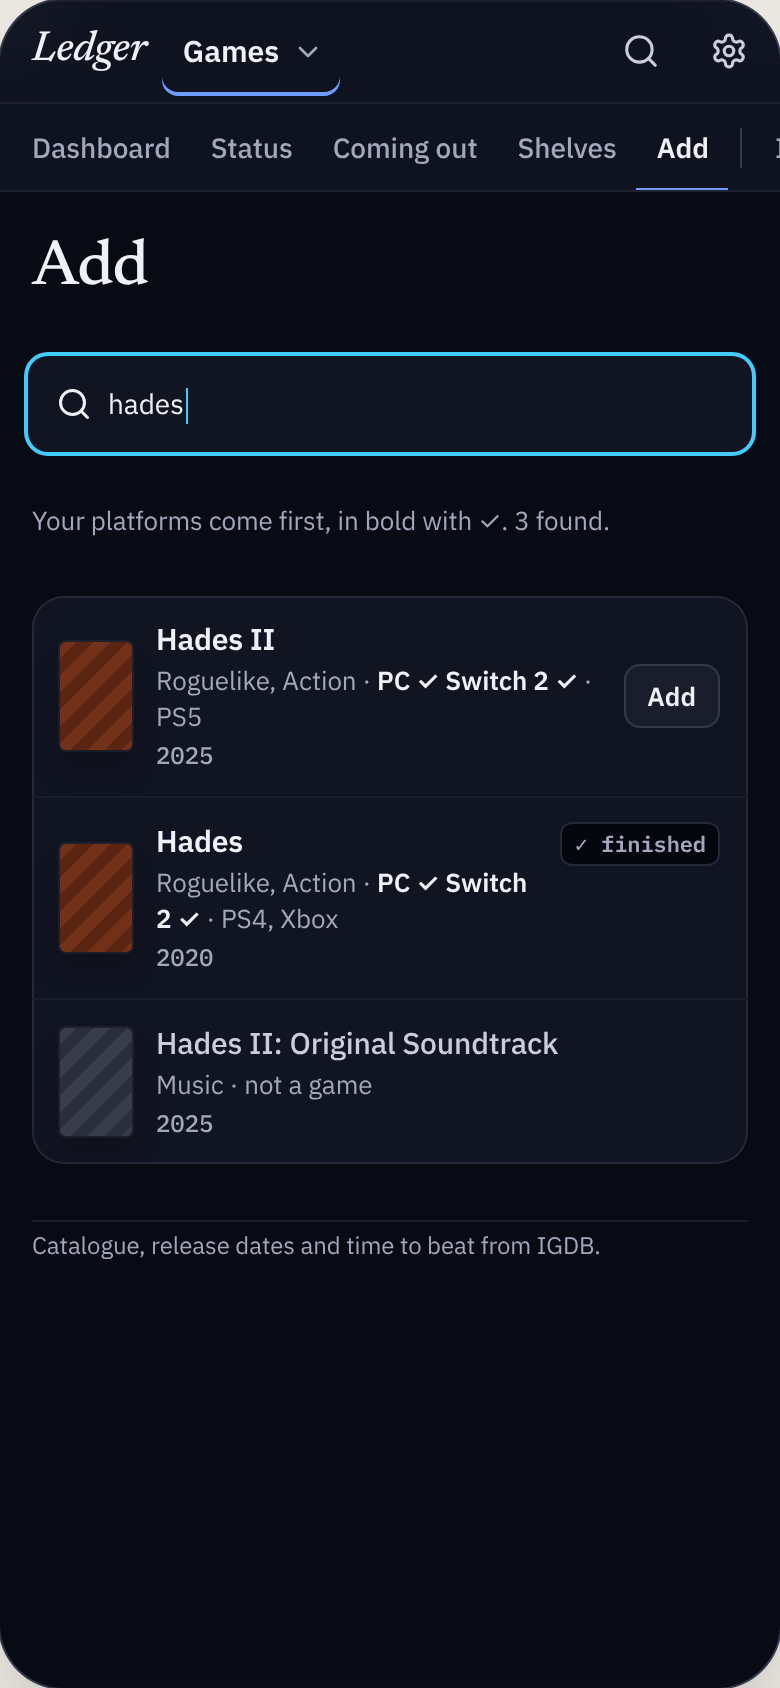 Ledger Games
Dashboard Status Coming out Shelves Add
Add
hades
Your platforms come first, in bold with ✓. 3 found.
Hades II
Roguelike, Action · PC ✓ Switch 2 ✓ ·
PS5
2025
Add
Hades
✓ finished
Roguelike, Action · PC ✓ Switch
2 ✓ · PS4, Xbox
2020
Hades II: Original Soundtrack
Music · not a game
2025
Catalogue, release dates and time to beat from IGDB.